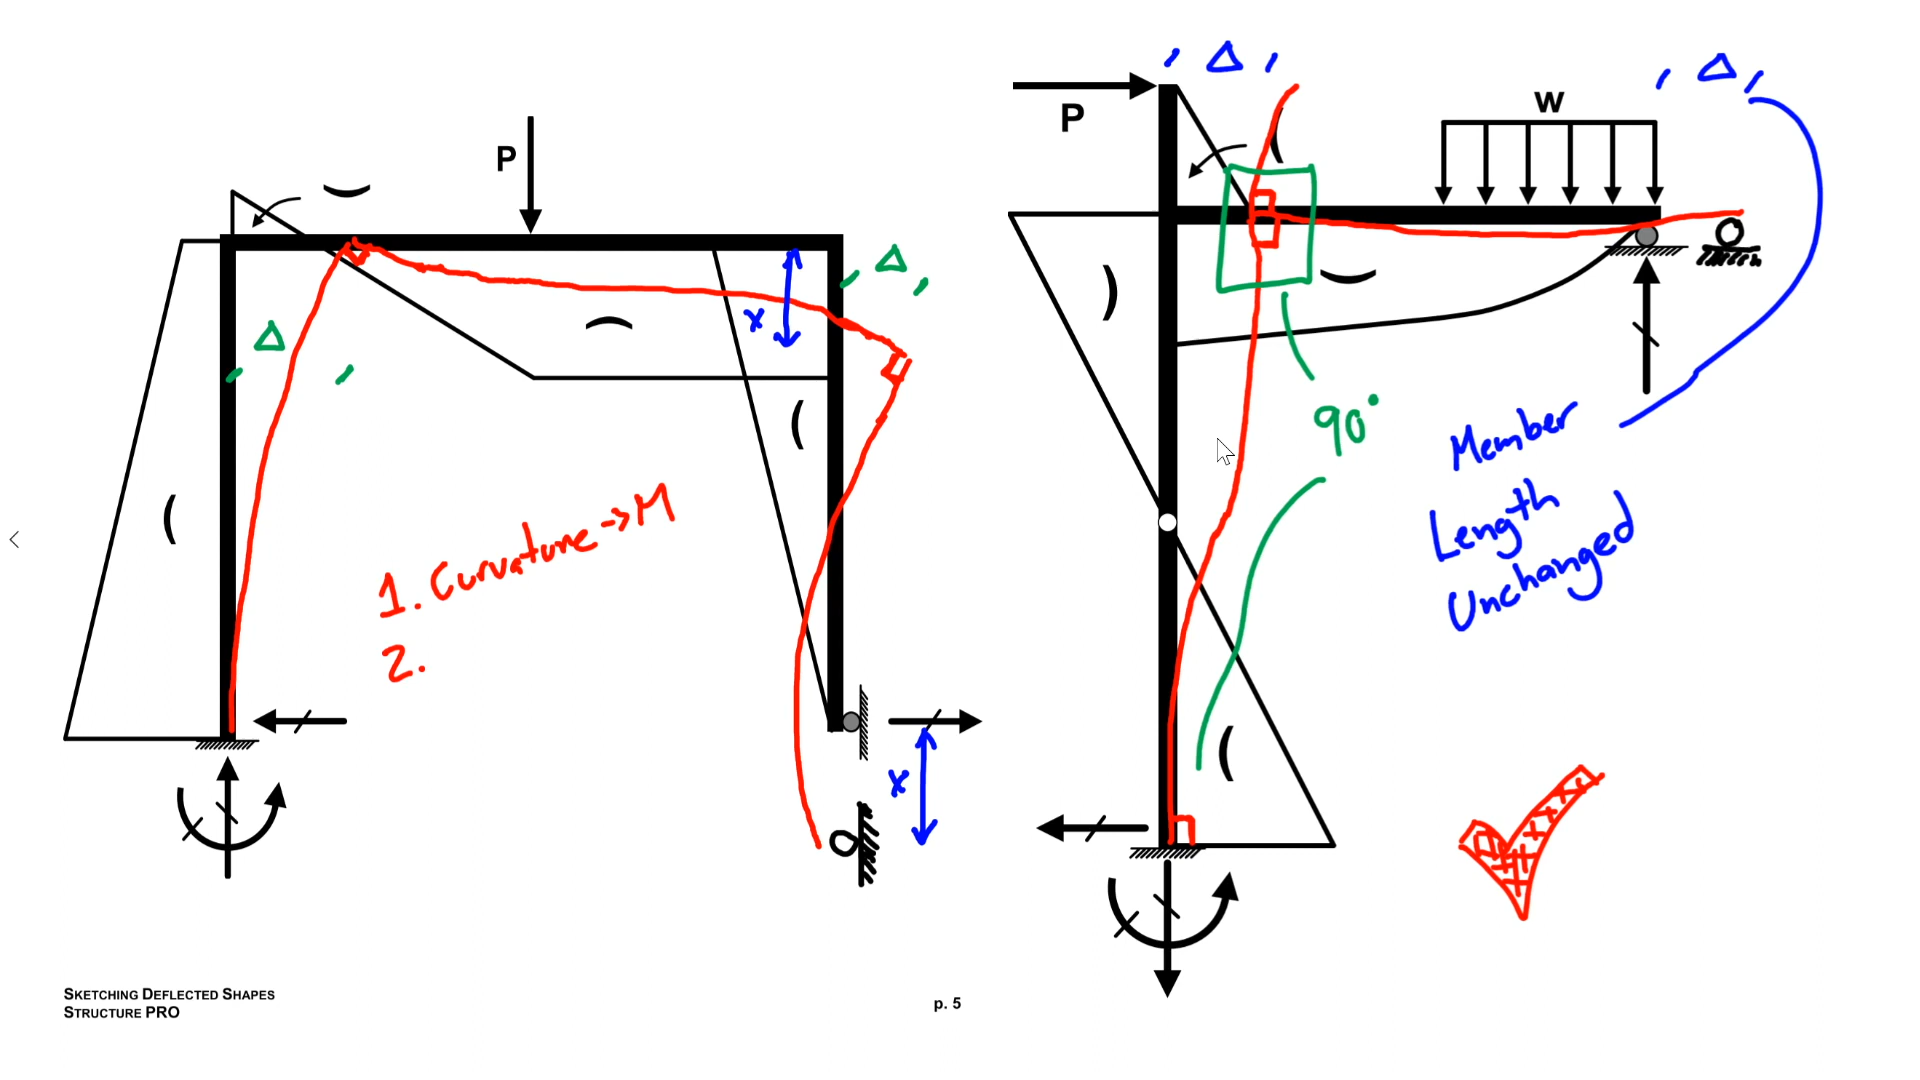 P
Δ
Δ
x
1. Curvature → M
2.
x
P
Δ
Δ
w
90°
Member
Length
Unchanged
SKETCHING DEFLECTED SHAPES
STRUCTURE PRO
p. 5